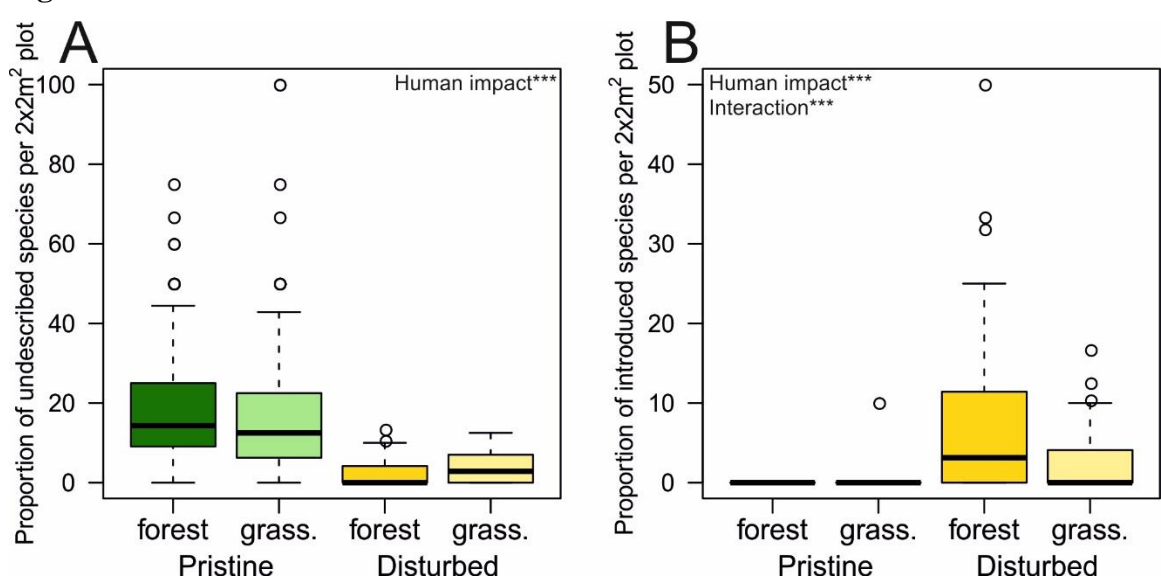 A
Human impact***
Proportion of undescribed species per 2x2m² plot
100
80
60
40
20
0
forest grass. forest grass.
Pristine Disturbed
B
Human impact***
Interaction***
Proportion of introduced species per 2x2m² plot
50
40
30
20
10
0
forest grass. forest grass.
Pristine Disturbed